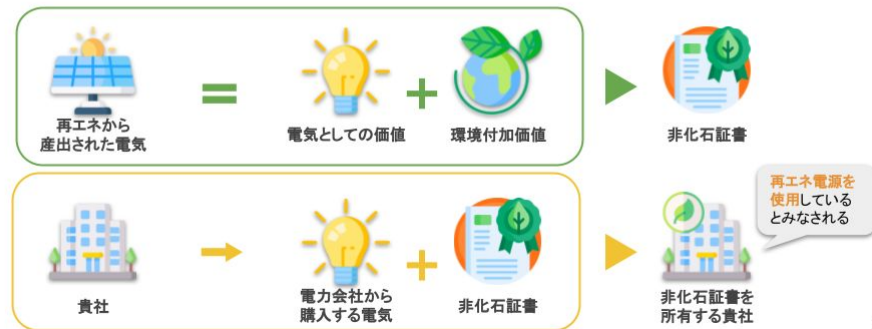 再エネから
産出された電気
電気としての価値
環境付加価値
非化石証書
貴社
電力会社から
購入する電気
非化石証書
非化石証書を
所有する貴社
再エネ電源を
使用している
とみなされる